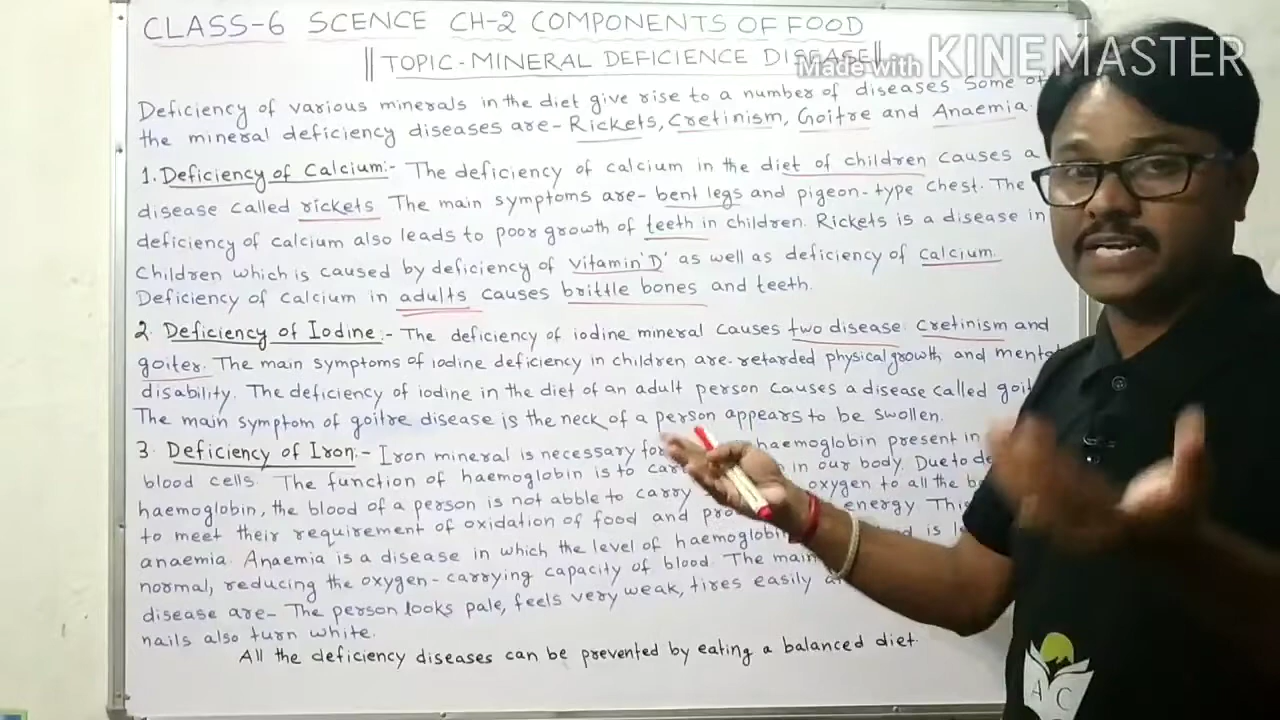 CLASS-6 SCENCE CH-2 COMPONENTS OF FOOD
|| TOPIC-MINERAL DEFICIENCE DISEASE ||
Made with KINEMASTER
Deficiency of various minerals in the diet give rise to a number of diseases Some of
the mineral deficiency diseases are- Rickets, Cretinism, Goitre and Anaemia.
1. Deficiency of Calcium:- The deficiency of calcium in the diet of children causes a
disease called rickets The main symptoms are- bent legs and pigeon-type chest. The
deficiency of calcium also leads to poor growth of teeth in children. Rickets is a disease in
Children which is caused by deficiency of vitamin 'D' as well as deficiency of calcium.
Deficiency of calcium in adults causes brittle bones and teeth.
2. Deficiency of Iodine:- The deficiency of iodine mineral causes two disease. Cretinism and
goiter. The main symptoms of iodine deficiency in children are. retarded physical growth and
disability. The deficiency of iodine in the diet of an adult person causes a disease called
The main symptom of goitre disease is the neck of a person appears to be swollen.
3. Deficiency of Iron:- Iron mineral is necessary haemoglobin present in
blood cells. The function of haemoglobin is to in our body. Due to
haemoglobin, the blood of a person is not abble to carry oxygen to all the
to meet their requirement of oxidation of food and energy
anaemia. Anaemia is a disease in which the level of is
normal, reducing the oxygen-carrying capacity of blood. The main
disease are- The person looks pale, feels very weak, tires easily
nails also turn white.
All the deficiency diseases can be prevented by eating a balanced diet.
A C